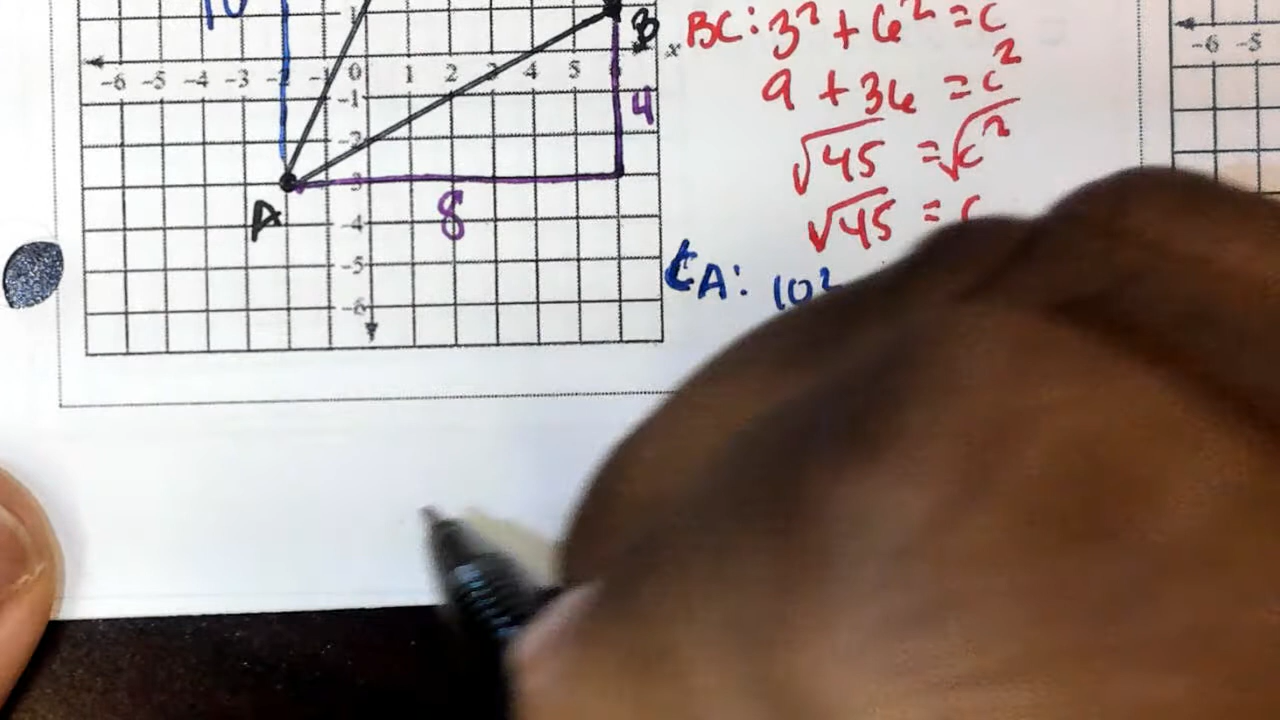 10
B
x
-6 -5 -4 -3 -2 -1 0 1 2 3 4 5
-1
-2
-3
-4
-5
-6
4
8
A
BC: 3² + 6² = c
9 + 36 = c²
√45 = √c²
√45 = c
CA: 10²
-6 -5